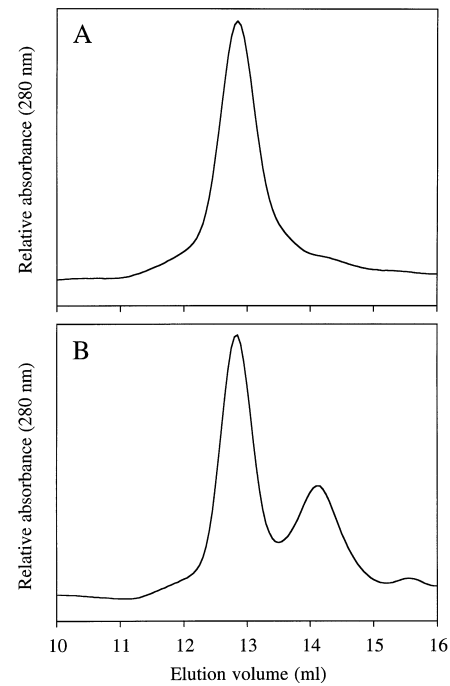 A
Relative absorbance (280 nm)
B
Relative absorbance (280 nm)
10 11 12 13 14 15 16
Elution volume (ml)